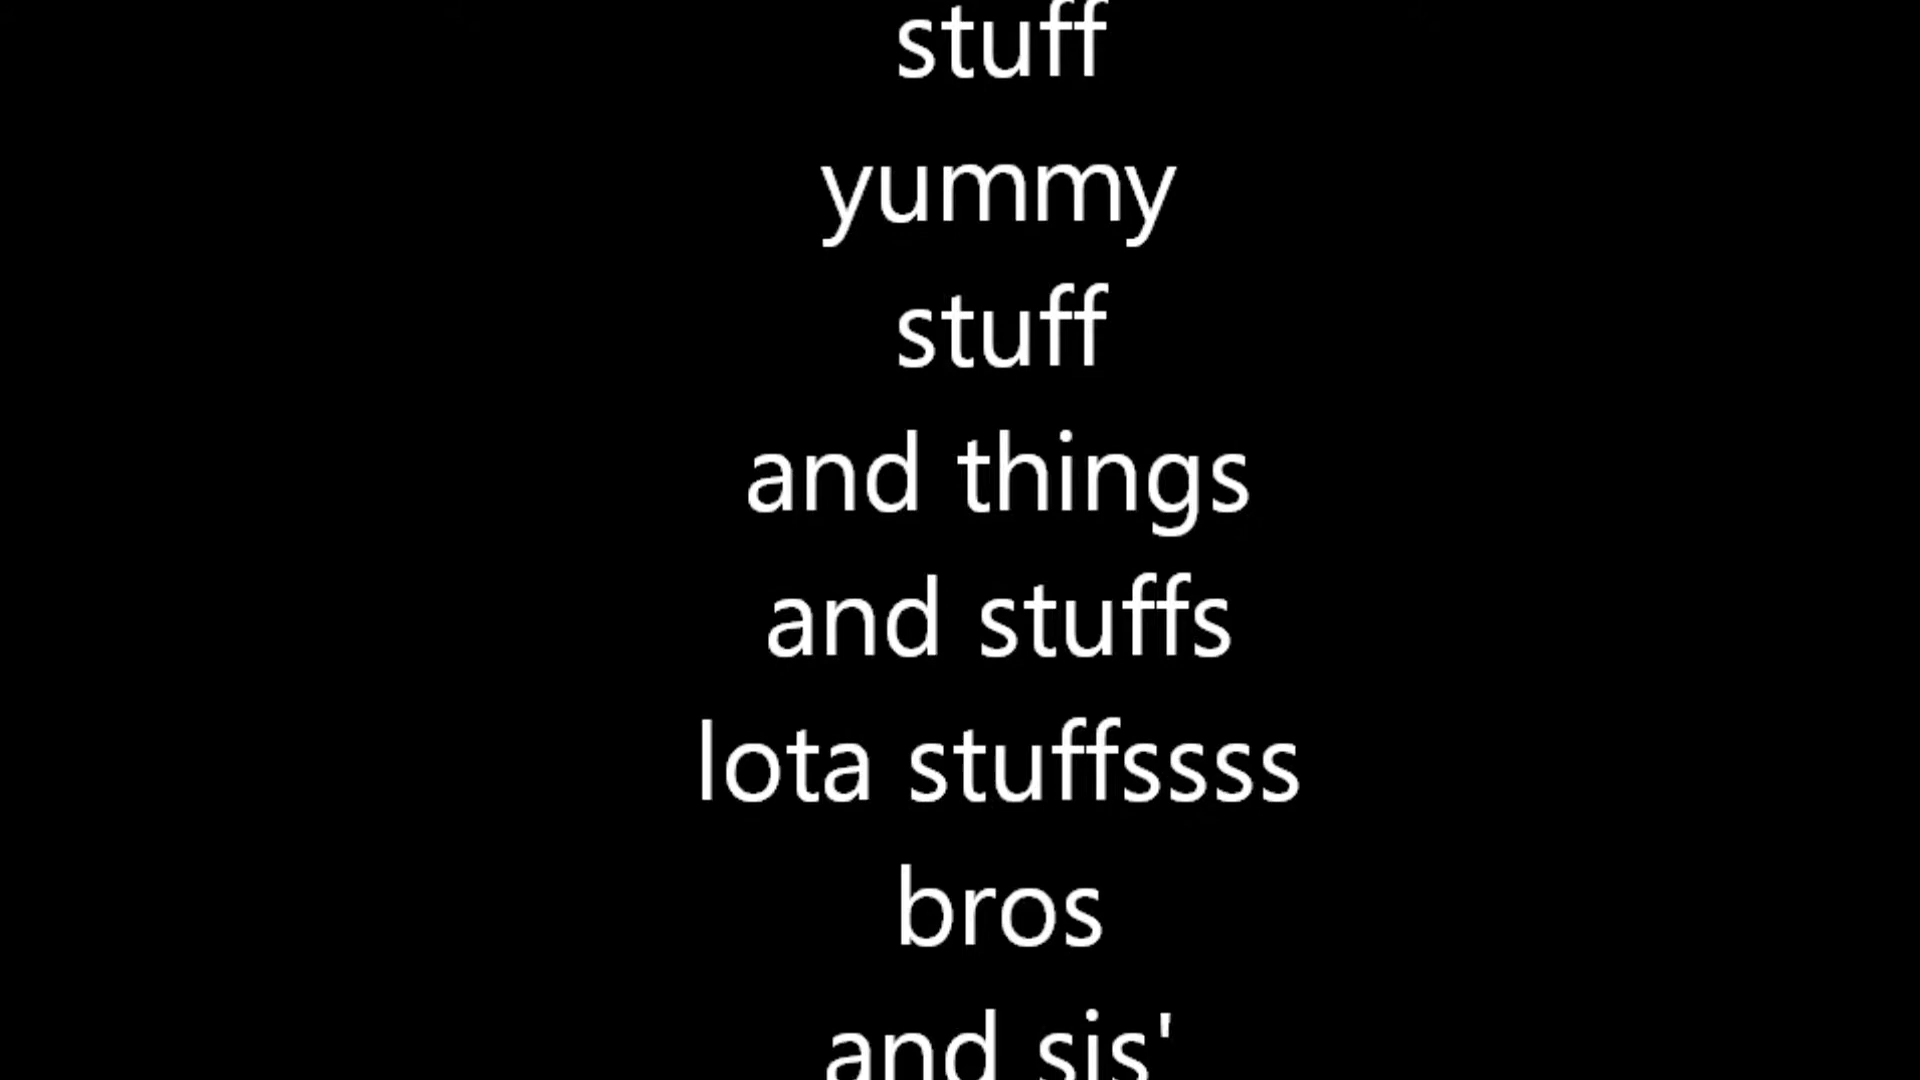 stuff
yummy
stuff
and things
and stuffs
lota stuffssss
bros
and sis'